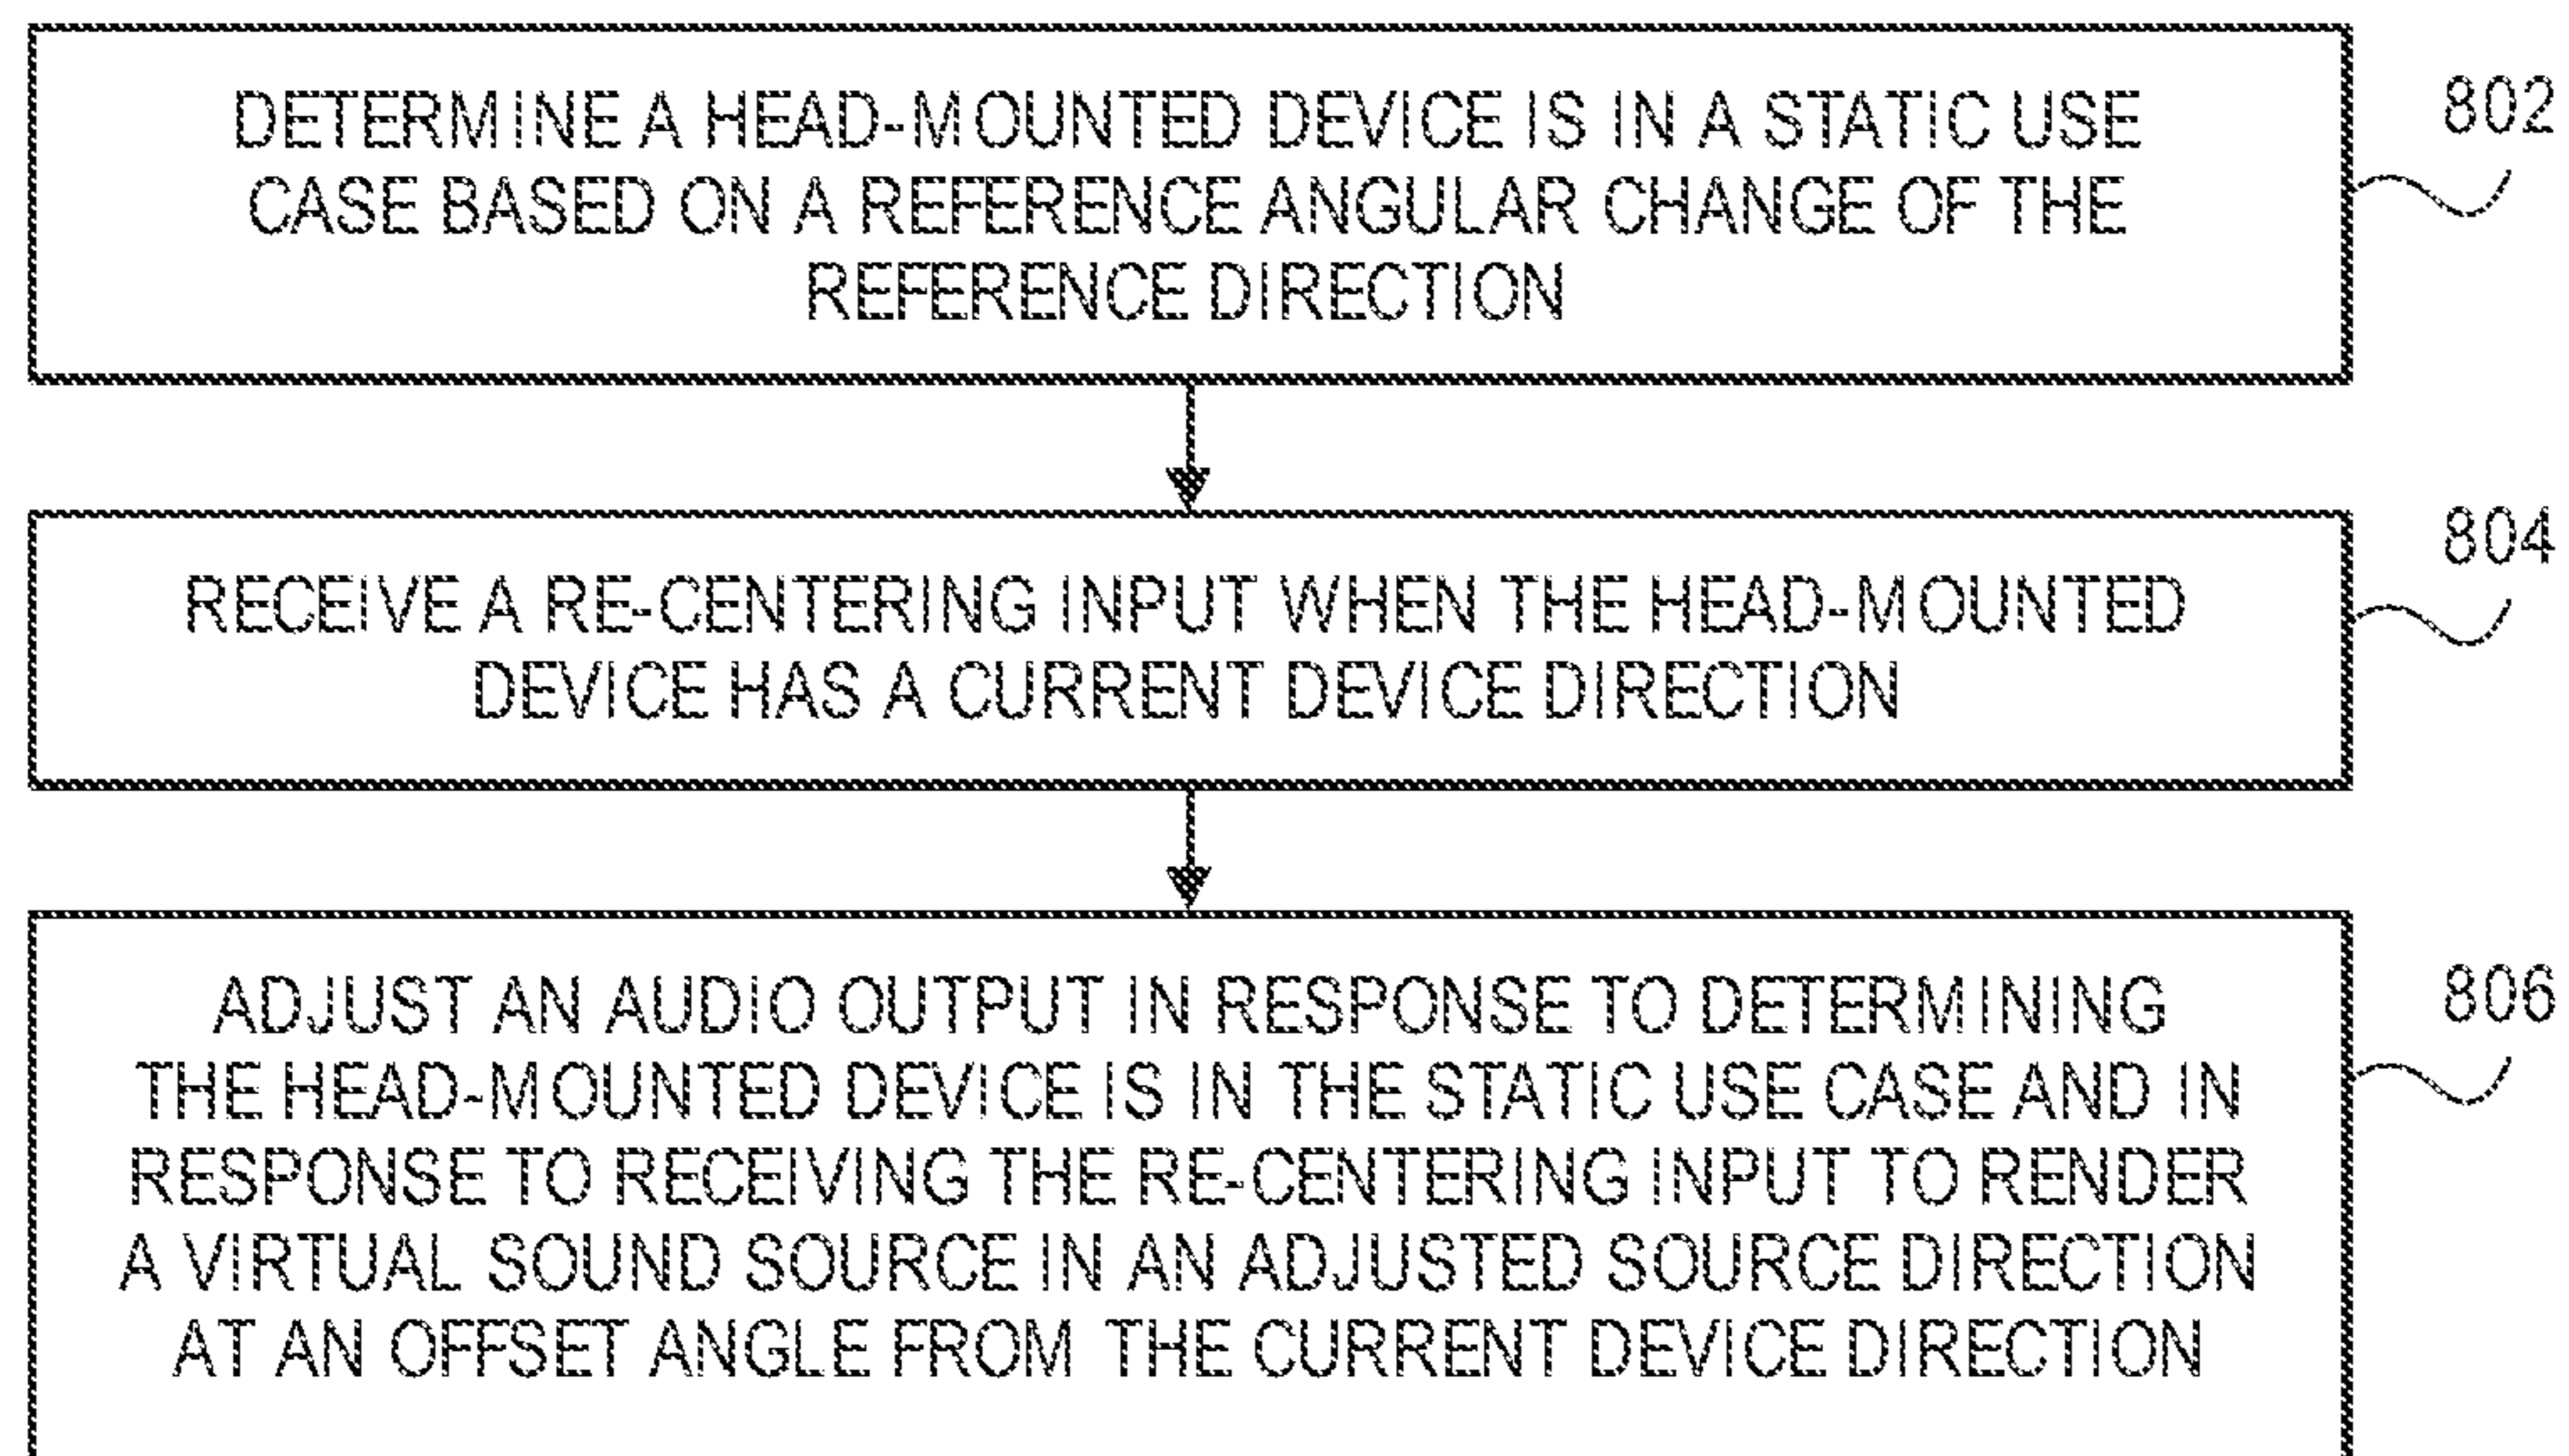 DETERMINE A HEAD-MOUNTED DEVICE IS IN A STATIC USE
CASE BASED ON A REFERENCE ANGULAR CHANGE OF THE
REFERENCE DIRECTION
802
RECEIVE A RE-CENTERING INPUT WHEN THE HEAD-MOUNTED
DEVICE HAS A CURRENT DEVICE DIRECTION
804
ADJUST AN AUDIO OUTPUT IN RESPONSE TO DETERMINING
THE HEAD-MOUNTED DEVICE IS IN THE STATIC USE CASE AND IN
RESPONSE TO RECEIVING THE RE-CENTERING INPUT TO RENDER
A VIRTUAL SOUND SOURCE IN AN ADJUSTED SOURCE DIRECTION
AT AN OFFSET ANGLE FROM THE CURRENT DEVICE DIRECTION
806